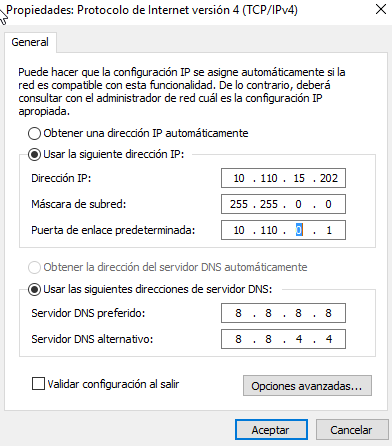 Propiedades: Protocolo de Internet versión 4 (TCP/IPv4)
General
Puede hacer que la configuración IP se asigne automáticamente si la
red es compatible con esta funcionalidad. De lo contrario, deberá
consultar con el administrador de red cuál es la configuración IP
apropiada.
Obtener una dirección IP automáticamente
Usar la siguiente dirección IP:
Dirección IP: 10 . 110 . 15 . 202
Máscara de subred: 255 . 255 . 0 . 0
Puerta de enlace predeterminada: 10 . 110 . 0 . 1
Obtener la dirección del servidor DNS automáticamente
Usar las siguientes direcciones de servidor DNS:
Servidor DNS preferido: 8 . 8 . 8 . 8
Servidor DNS alternativo: 8 . 8 . 4 . 4
Validar configuración al salir
Opciones avanzadas...
Aceptar Cancelar